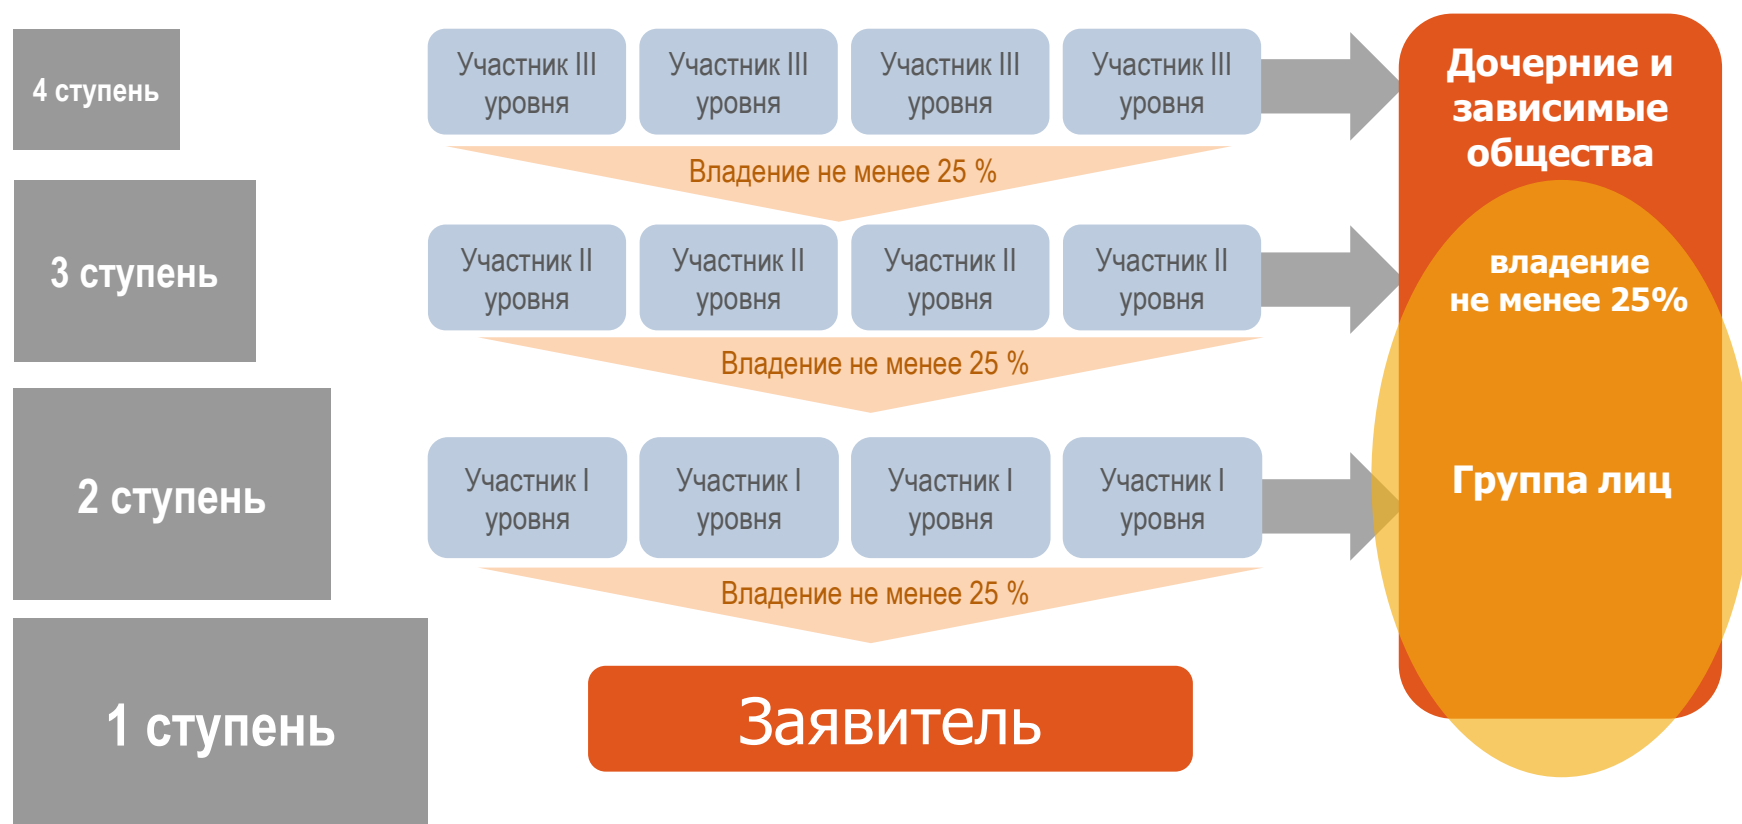 4 ступень
Участник III
уровня
Участник III
уровня
Участник III
уровня
Участник III
уровня
Владение не менее 25 %
3 ступень
Участник II
уровня
Участник II
уровня
Участник II
уровня
Участник II
уровня
Владение не менее 25 %
2 ступень
Участник I
уровня
Участник I
уровня
Участник I
уровня
Участник I
уровня
Владение не менее 25 %
1 ступень
Заявитель
Дочерние и
зависимые
общества
владение
не менее 25%
Группа лиц